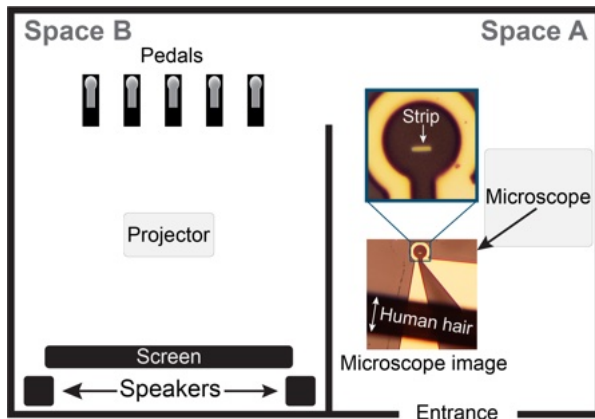 Space B
Space A
Pedals
Strip
Microscope
Projector
Human hair
Microscope image
Screen
Speakers
Entrance